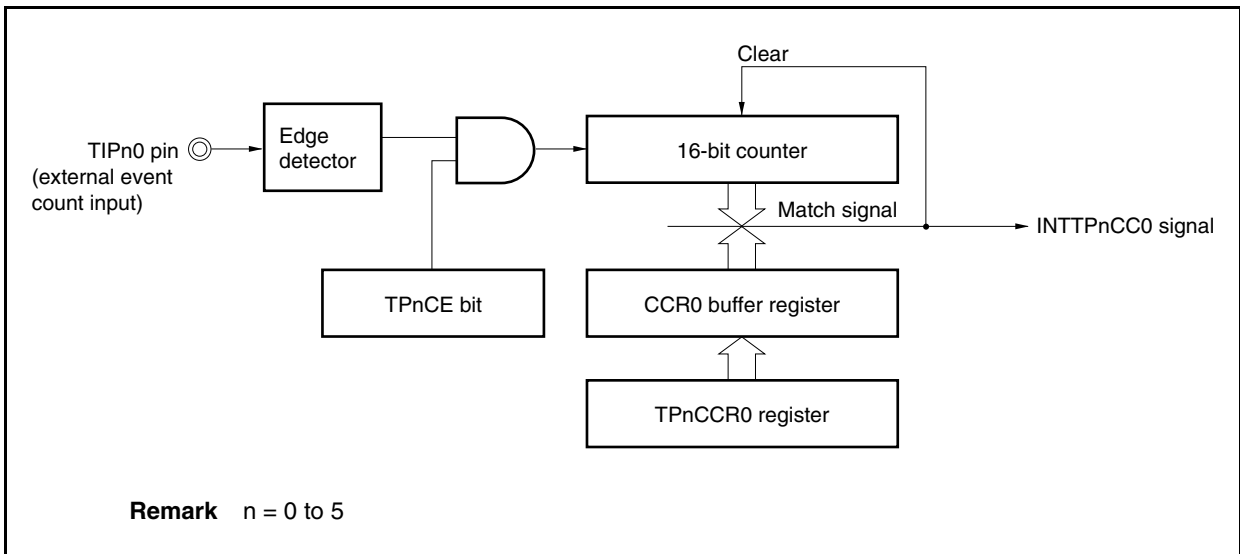 Clear
TIPn0 pin
(external event
count input)
Edge
detector
16-bit counter
Match signal
INTTPnCC0 signal
TPnCE bit
CCR0 buffer register
TPnCCR0 register
Remark n = 0 to 5